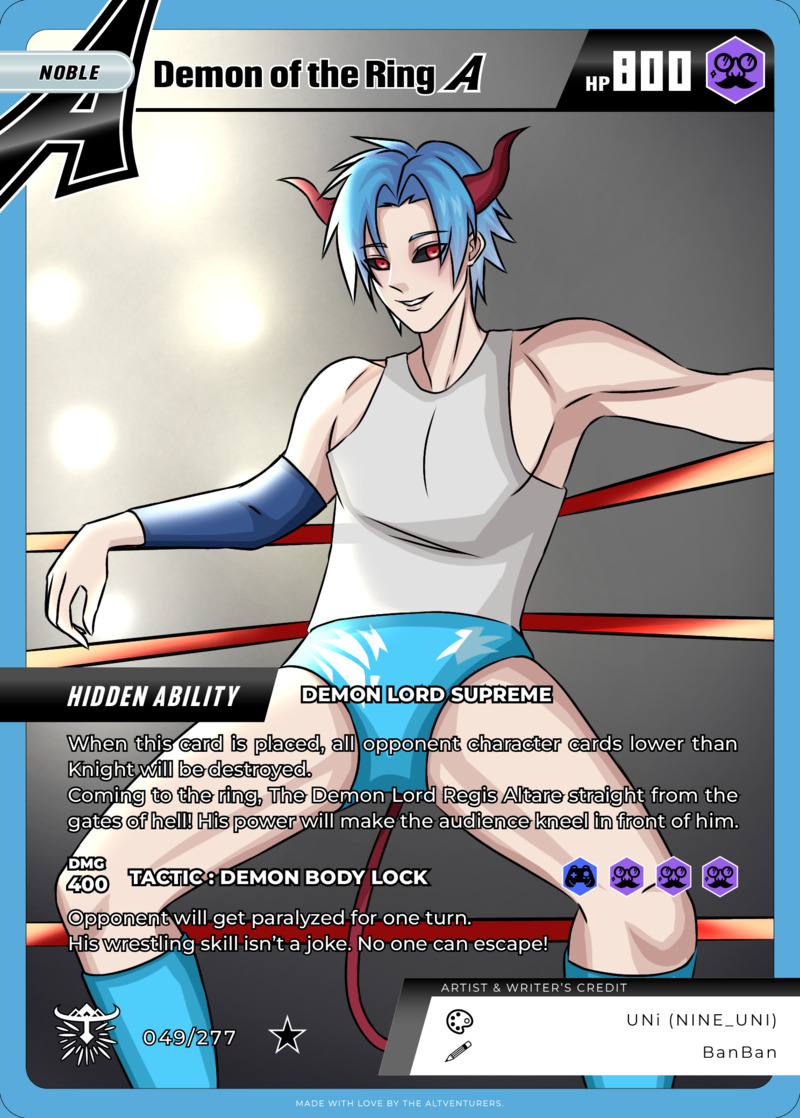 NOBLE
Demon of the Ring A
HP 800
HIDDEN ABILITY
DEMON LORD SUPREME
When this card is placed, all opponent character cards lower than
Knight will be destroyed.
Coming to the ring, The Demon Lord Regis Altare straight from the
gates of hell! His power will make the audience kneel in front of him.
DMG
400
TACTIC : DEMON BODY LOCK
Opponent will get paralyzed for one turn.
His wrestling skill isn't a joke. No one can escape!
ARTIST & WRITER'S CREDIT
049/277
UNi (NINE_UNI)
BanBan
MADE WITH LOVE BY THE ALTVENTURERS.